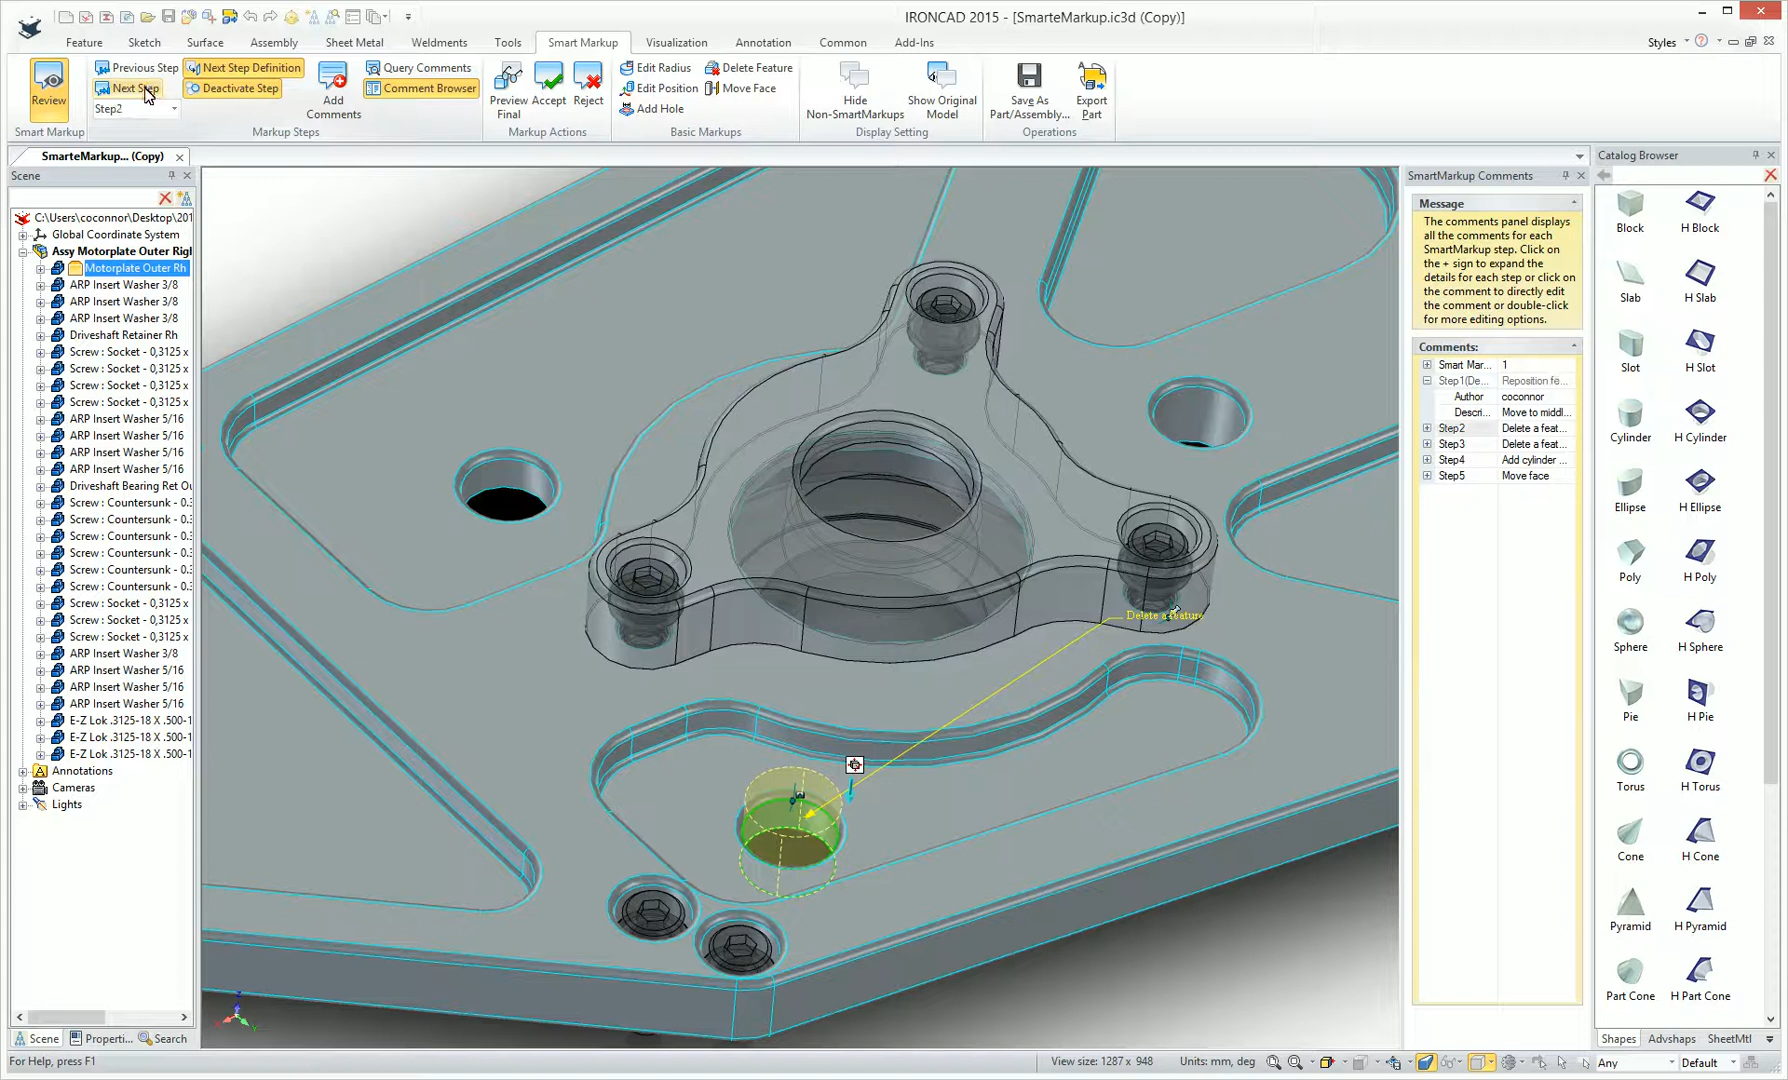 IRONCAD 2015 - [SmarteMarkup.ic3d (Copy)]
Feature Sketch Surface Assembly Sheet Metal Weldments Tools Smart Markup Visualization Annotation Common Add-Ins Styles
Review
Previous Step
Next Step
Step2
Next Step Definition
Deactivate Step
Add Comments
Query Comments
Comment Browser
Preview Final
Accept
Reject
Edit Radius
Edit Position
Add Hole
Delete Feature
Move Face
Hide Non-SmartMarkups
Show Original Model
Save As Part/Assembly...
Export Part
Smart Markup Markup Steps Markup Actions Basic Markups Display Setting Operations
SmarteMarkup... (Copy)
Scene
C:\Users\coconnor\Desktop\201
Global Coordinate System
Assy Motorplate Outer Righ
Motorplate Outer Rh
ARP Insert Washer 3/8
ARP Insert Washer 3/8
ARP Insert Washer 3/8
Driveshaft Retainer Rh
Screw : Socket - 0,3125 x
Screw : Socket - 0,3125 x
Screw : Socket - 0,3125 x
Screw : Socket - 0,3125 x
ARP Insert Washer 5/16
ARP Insert Washer 5/16
ARP Insert Washer 5/16
ARP Insert Washer 5/16
Driveshaft Bearing Ret Ou
Screw : Countersunk - 0.3
Screw : Countersunk - 0.3
Screw : Countersunk - 0.3
Screw : Countersunk - 0.3
Screw : Countersunk - 0.3
Screw : Countersunk - 0.3
Screw : Socket - 0,3125 x
Screw : Socket - 0,3125 x
Screw : Socket - 0,3125 x
ARP Insert Washer 3/8
ARP Insert Washer 5/16
ARP Insert Washer 5/16
ARP Insert Washer 5/16
E-Z Lok .3125-18 X .500-1
E-Z Lok .3125-18 X .500-1
E-Z Lok .3125-18 X .500-1
Annotations
Cameras
Lights
Scene Properti... Search
Delete a feature
SmartMarkup Comments
Message
The comments panel displays
all the comments for each
SmartMarkup step. Click on
the + sign to expand the
details for each step or click on
the comment to directly edit
the comment or double-click
for more editing options.
Comments:
Smart Mar... 1
Step1(De... Reposition fe...
Author coconnor
Descri... Move to middl...
Step2 Delete a feat...
Step3 Delete a feat...
Step4 Add cylinder ...
Step5 Move face
Catalog Browser
Block H Block
Slab H Slab
Slot H Slot
Cylinder H Cylinder
Ellipse H Ellipse
Poly H Poly
Sphere H Sphere
Pie H Pie
Torus H Torus
Cone H Cone
Pyramid H Pyramid
Part Cone H Part Cone
Shapes Advshaps SheetMtl
For Help, press F1
View size: 1287 x 948 Units: mm, deg Any Default